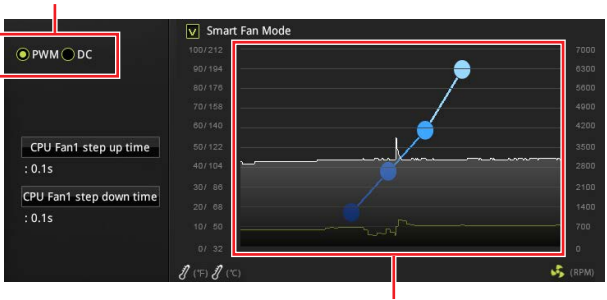 Smart Fan Mode
PWM DC
100/212 7000
90/194 6300
80/176 5600
70/158 4900
60/140 4200
50/122 3500
40/104 2800
30/ 86 2100
20/ 68 1400
10/ 50 700
0/ 32 0
CPU Fan1 step up time
: 0.1s
CPU Fan1 step down time
: 0.1s
(°F) (°C) (RPM)